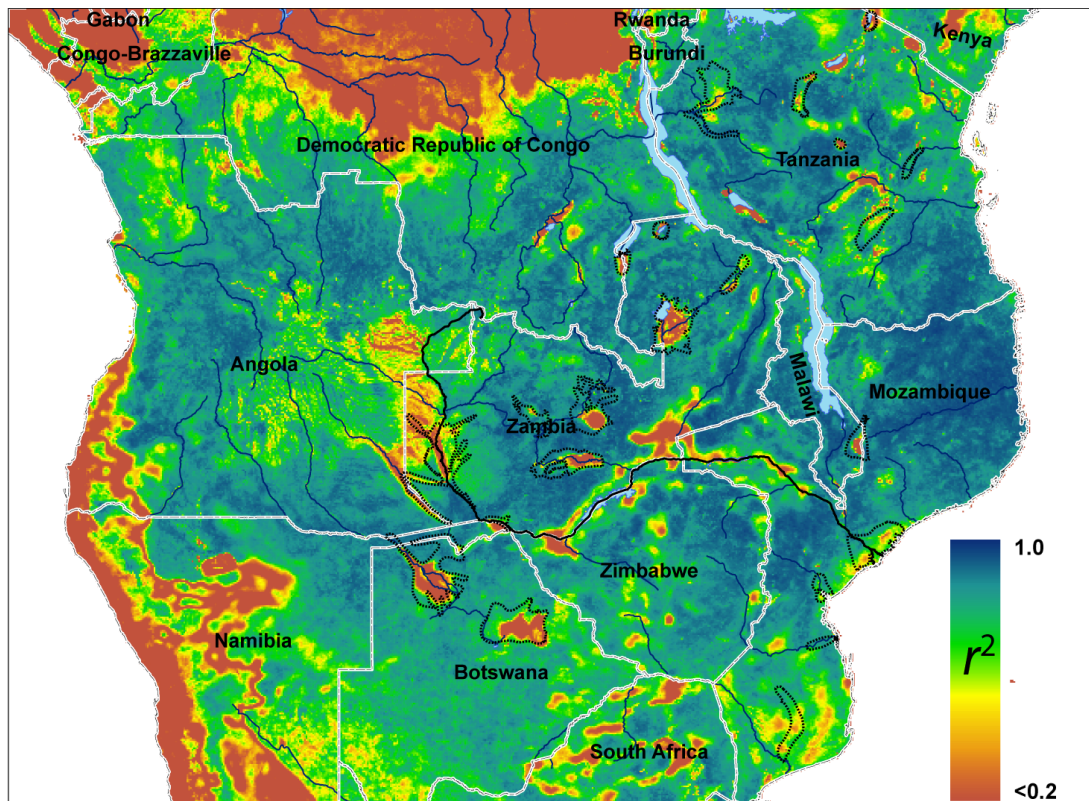 Gabon
Rwanda
Kenya
Congo-Brazzaville
Burundi
Democratic Republic of Congo
Tanzania
Angola
Malawi
Mozambique
Zambia
1.0
Zimbabwe
Namibia
r²
Botswana
South Africa
<0.2